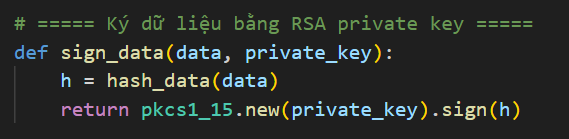 # ===== Ký dữ liệu bằng RSA private key =====
def sign_data(data, private_key):
    h = hash_data(data)
    return pkcs1_15.new(private_key).sign(h)